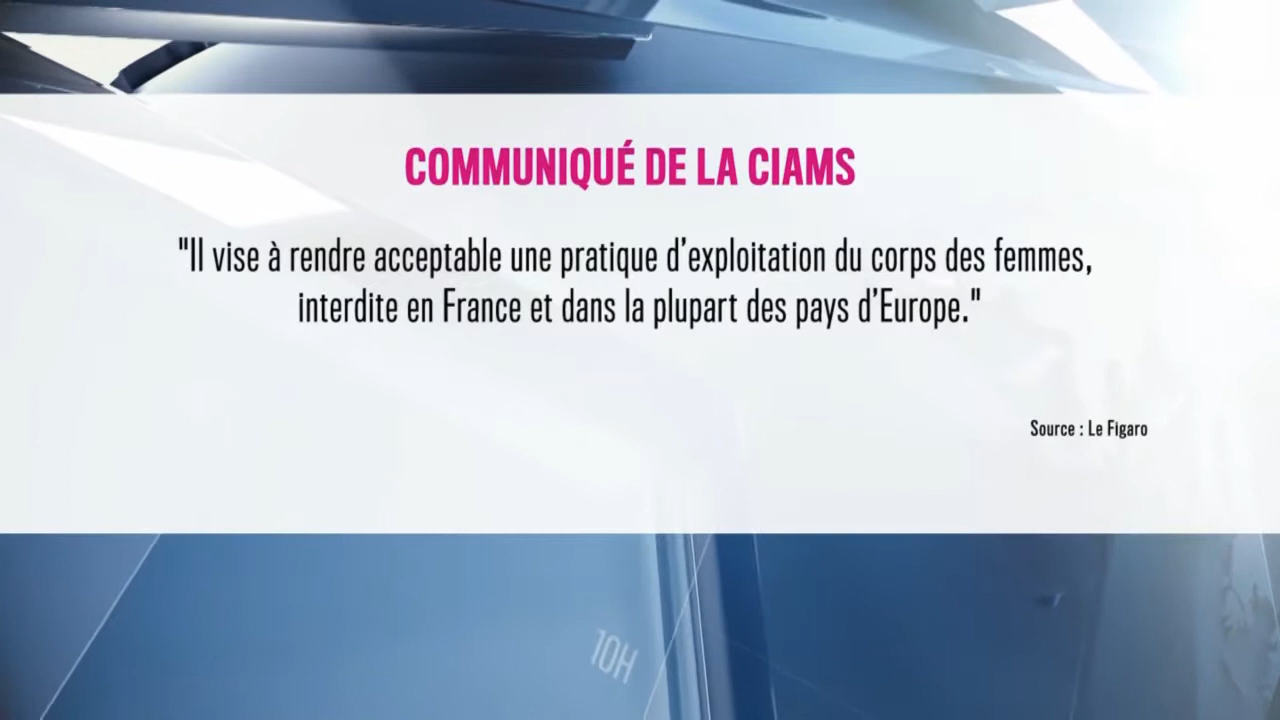 COMMUNIQUÉ DE LA CIAMS
"Il vise à rendre acceptable une pratique d’exploitation du corps des femmes,
interdite en France et dans la plupart des pays d’Europe."
Source : Le Figaro
10H